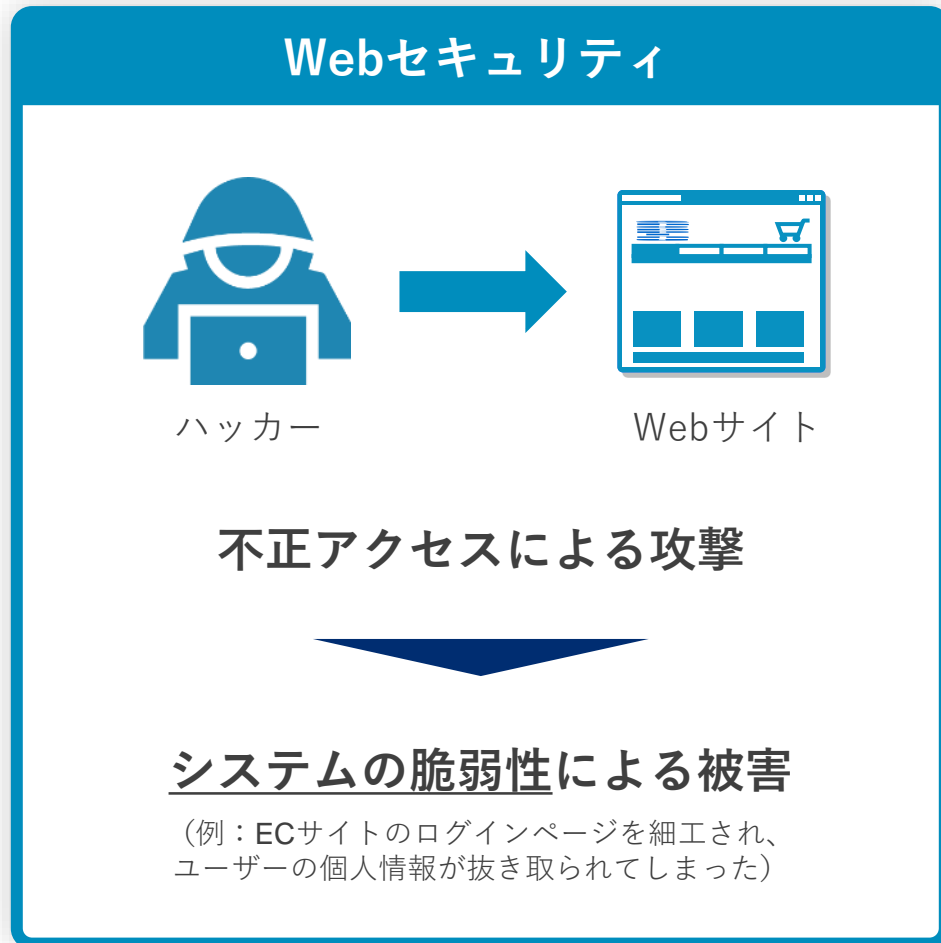 Webセキュリティ
ハッカー
Webサイト
不正アクセスによる攻撃
システムの脆弱性による被害
（例：ECサイトのログインページを細工され、
ユーザーの個人情報が抜き取られてしまった）